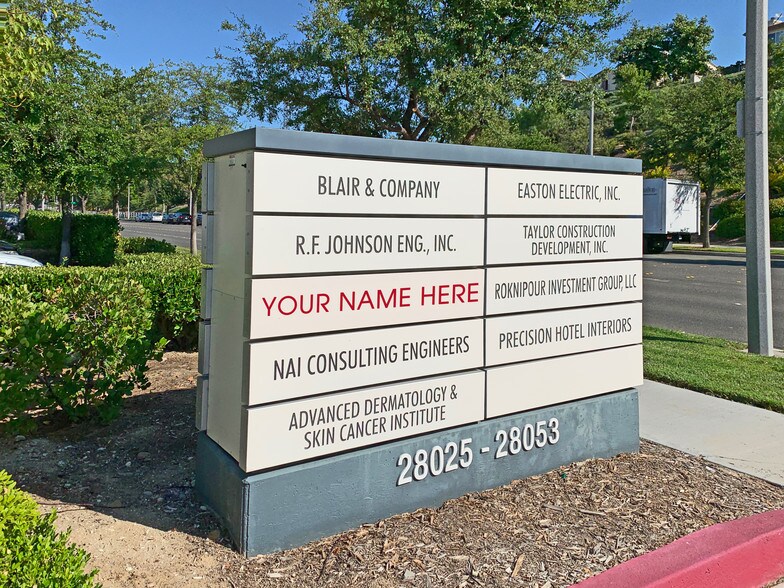 BLAIR & COMPANY
R.F. JOHNSON ENG., INC.
YOUR NAME HERE
NAI CONSULTING ENGINEERS
ADVANCED DERMATOLOGY &
SKIN CANCER INSTITUTE
EASTON ELECTRIC, INC.
TAYLOR CONSTRUCTION
DEVELOPMENT, INC.
ROKNIPOUR INVESTMENT GROUP, LLC
PRECISION HOTEL INTERIORS
28025 - 28053